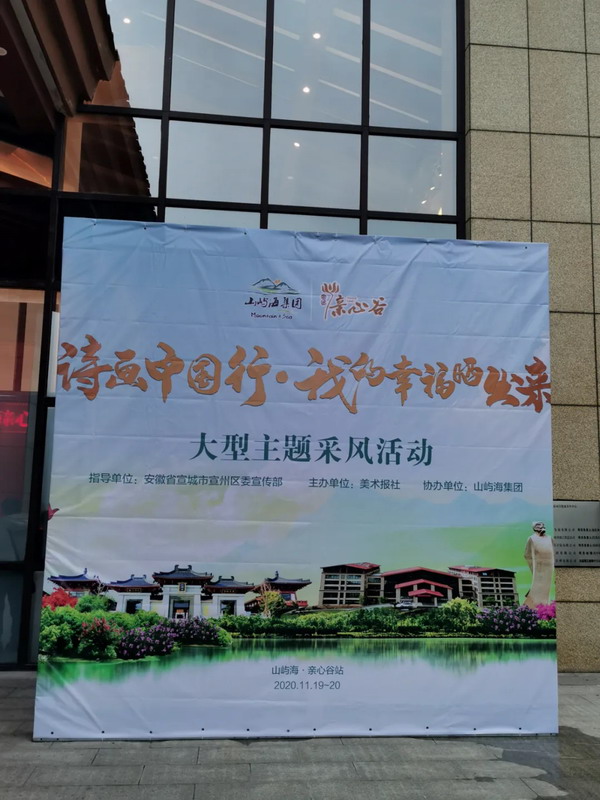 山屿海集团
Mountain & Sea
亲心谷
诗画中国行·我的幸福晒出来
大型主题采风活动
指导单位：安徽省宣城市宣州区委宣传部 主办单位：美术报社 协办单位：山屿海集团
山屿海·亲心谷站
2020.11.19~20